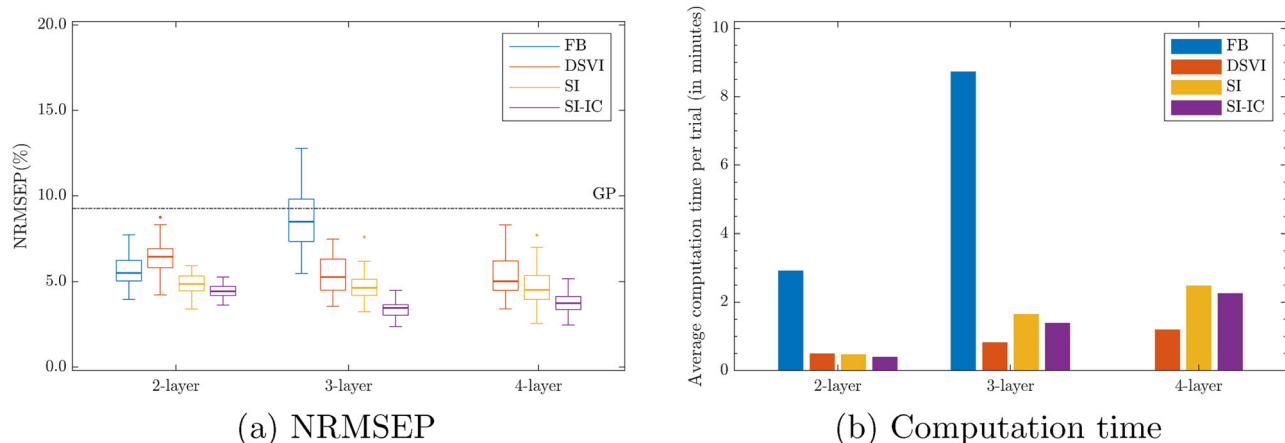 20.0
15.0
10.0
5.0
0.0
NRMSEP(%)
FB
DSVI
SI
SI-IC
GP
2-layer
3-layer
4-layer
(a) NRMSEP
10
8
6
4
2
0
Average computation time per trial (in minutes)
FB
DSVI
SI
SI-IC
2-layer
3-layer
4-layer
(b) Computation time